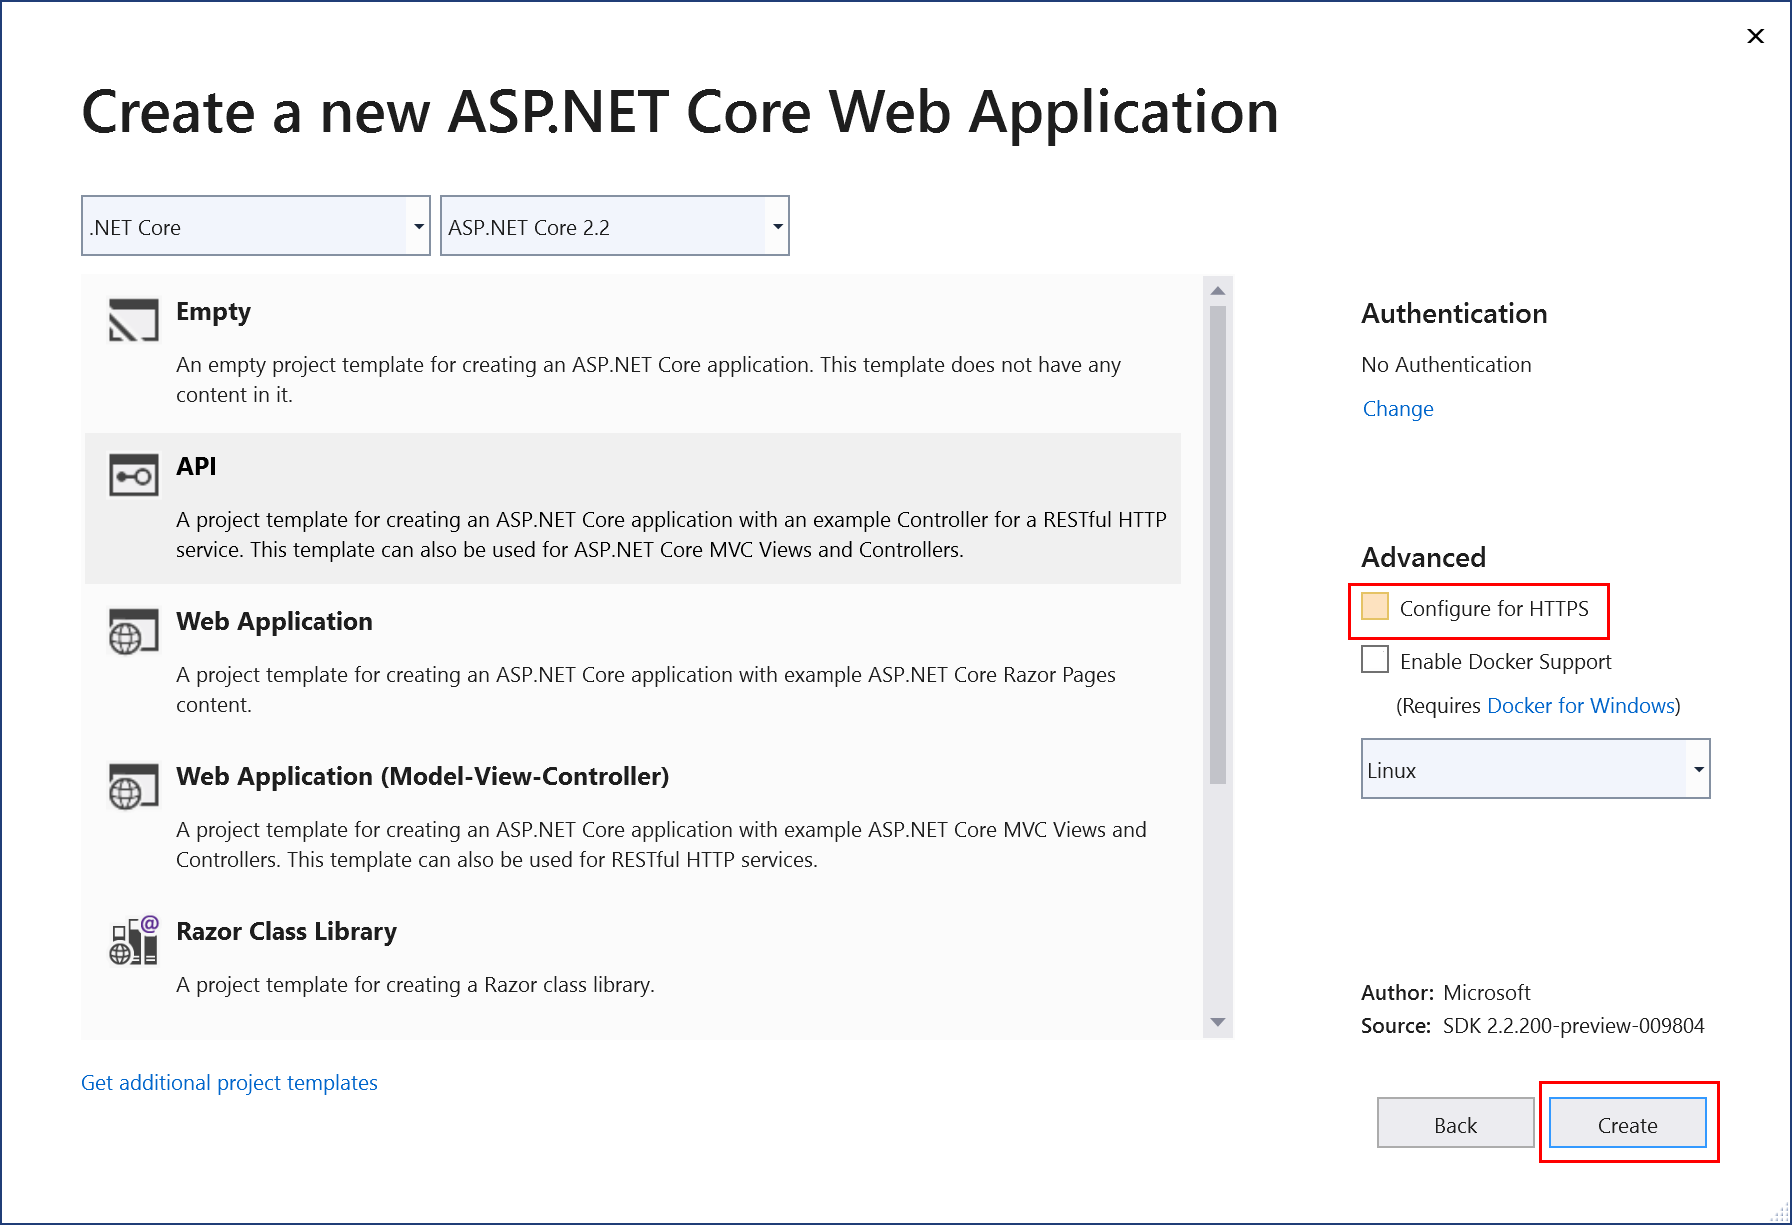 Create a new ASP.NET Core Web Application
.NET Core
ASP.NET Core 2.2
Empty
An empty project template for creating an ASP.NET Core application. This template does not have any
content in it.
API
A project template for creating an ASP.NET Core application with an example Controller for a RESTful HTTP
service. This template can also be used for ASP.NET Core MVC Views and Controllers.
Web Application
A project template for creating an ASP.NET Core application with example ASP.NET Core Razor Pages
content.
Web Application (Model-View-Controller)
A project template for creating an ASP.NET Core application with example ASP.NET Core MVC Views and
Controllers. This template can also be used for RESTful HTTP services.
@
Razor Class Library
A project template for creating a Razor class library.
Get additional project templates
Authentication
No Authentication
Change
Advanced
Configure for HTTPS
Enable Docker Support
(Requires Docker for Windows)
Linux
Author: Microsoft
Source: SDK 2.2.200-preview-009804
Back
Create